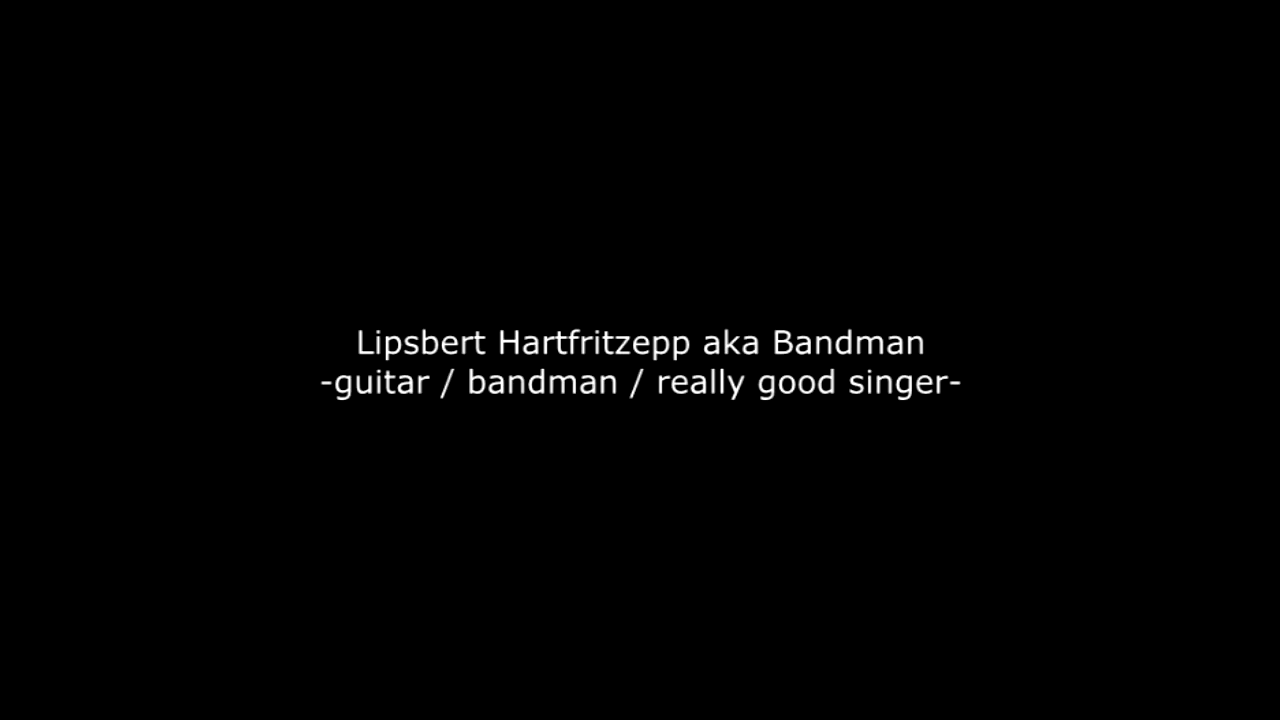 Lipsbert Hartfritzepp aka Bandman
-guitar / bandman / really good singer-